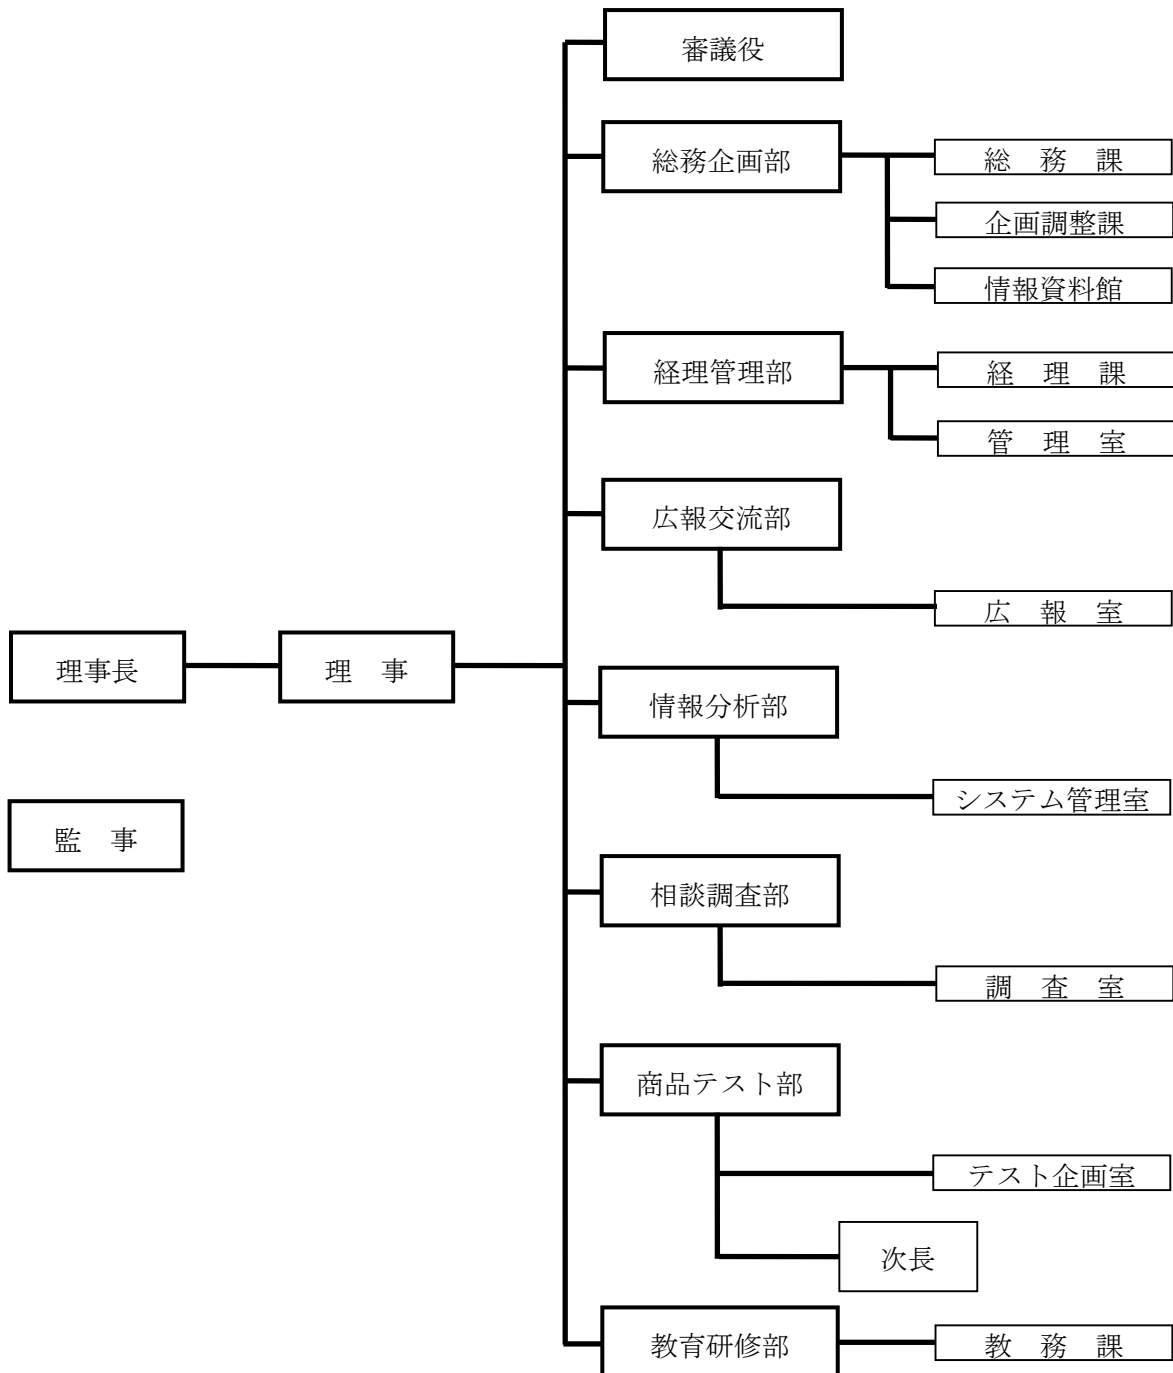 審議役
総務企画部
総　務　課
企画調整課
情報資料館
経理管理部
経　理　課
管　理　室
広報交流部
広　報　室
理事長
理　事
情報分析部
システム管理室
監　事
相談調査部
調　査　室
商品テスト部
テスト企画室
次長
教育研修部
教　務　課